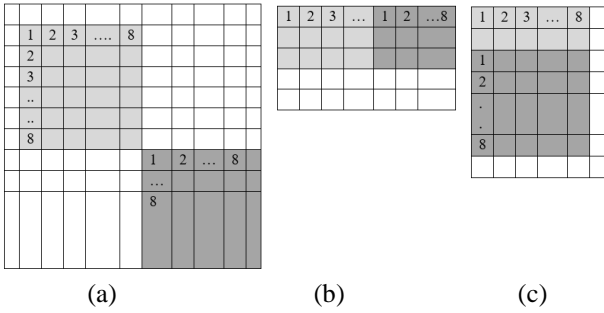 1 2 3 …. 8
2
3
..
..
8
1 2 … 8
…
8
(a)
1 2 3 … 1 2 …8
(b)
1 2 3 … 8
1
2
.
.
8
(c)